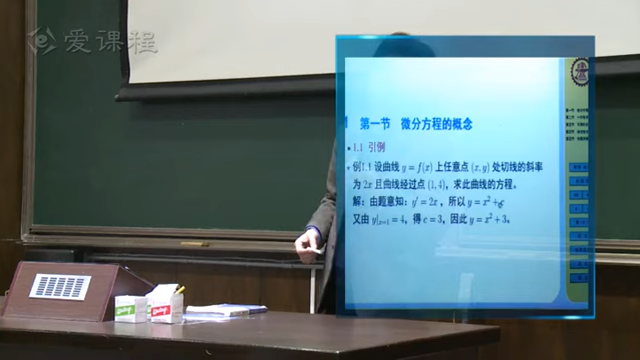 爱课程
第一节 微分方程的概念
1.1 引例
例1.1 设曲线 y = f(x) 上任意点 (x, y) 处切线的斜率
为 2x 且曲线经过点 (1, 4)，求此曲线的方程。
解：由题意知：y′ = 2x，所以 y = x² + c
又由 y|ₓ₌₁ = 4，得 c = 3，因此 y = x² + 3。